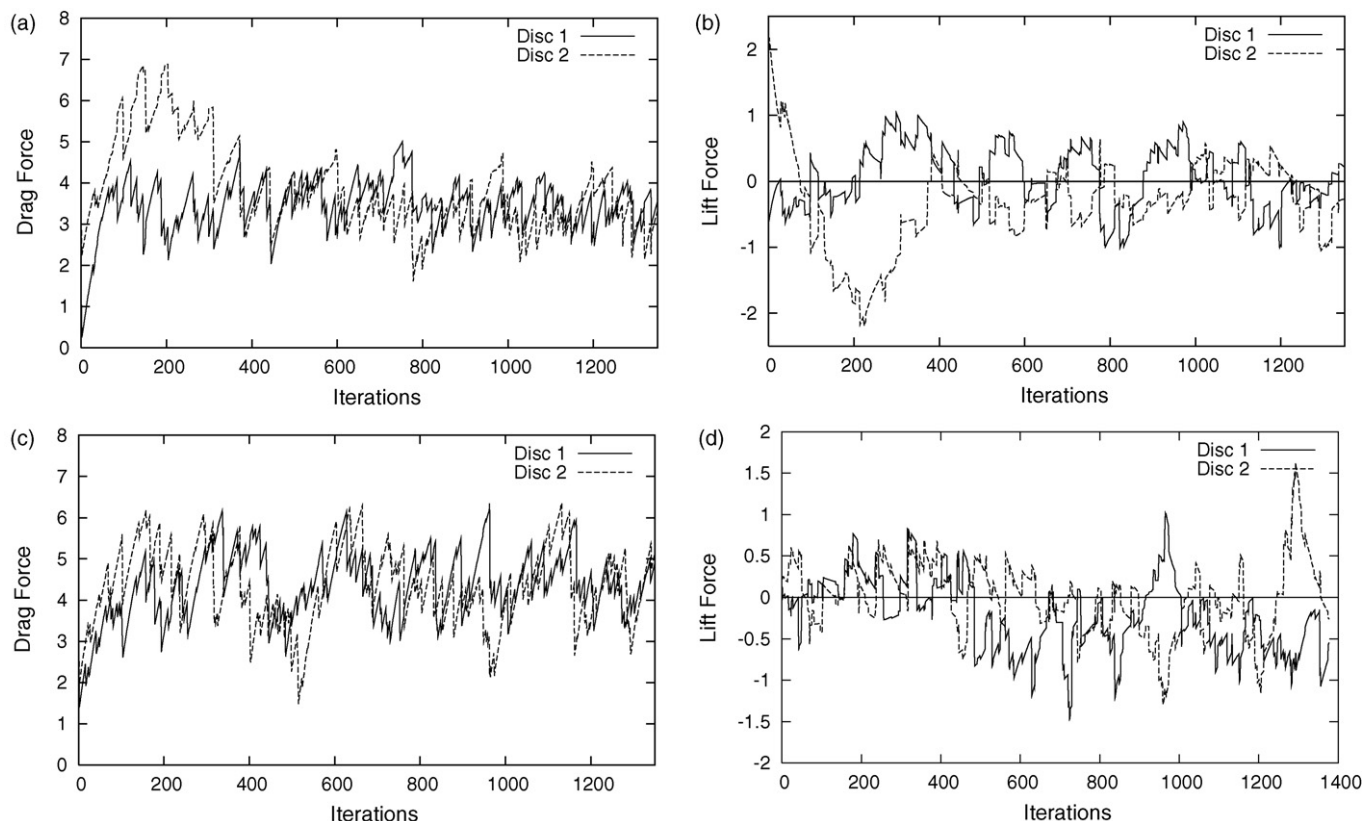 (a)
8
7
6
5
4
3
2
1
0
Drag Force
Disc 1
Disc 2
0 200 400 600 800 1000 1200
Iterations
(b)
2
1
0
-1
-2
Lift Force
Disc 1
Disc 2
0 200 400 600 800 1000 1200
Iterations
(c)
8
7
6
5
4
3
2
1
0
Drag Force
Disc 1
Disc 2
0 200 400 600 800 1000 1200
Iterations
(d)
2
1.5
1
0.5
0
-0.5
-1
-1.5
-2
Lift Force
Disc 1
Disc 2
0 200 400 600 800 1000 1200 1400
Iterations